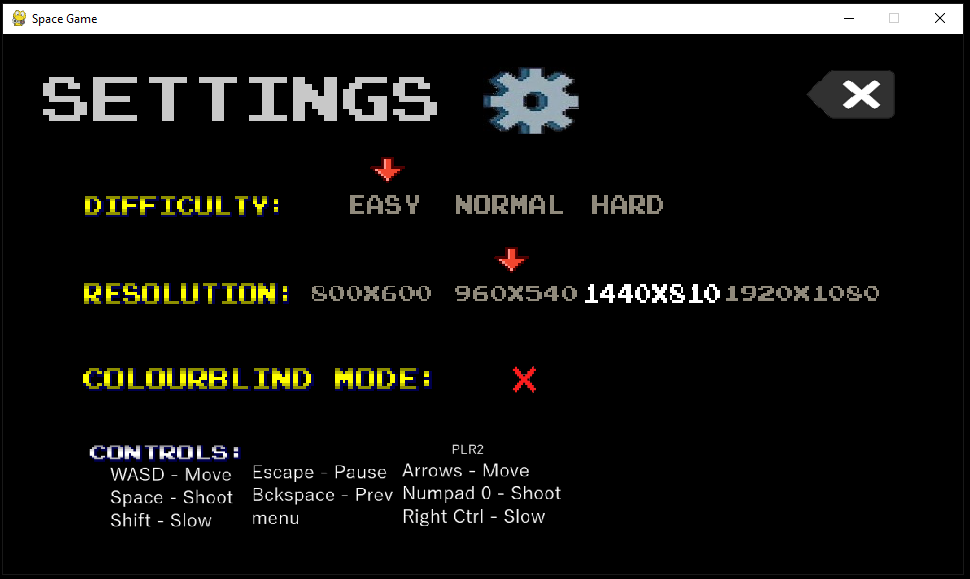 Space Game
SETTINGS
DIFFICULTY: EASY NORMAL HARD
RESOLUTION: 800X600 960X540 1440X810 1920X1080
COLOURBLIND MODE: X
CONTROLS:
WASD - Move
Space - Shoot
Shift - Slow
Escape - Pause
Bckspace - Prev
menu
PLR2
Arrows - Move
Numpad 0 - Shoot
Right Ctrl - Slow